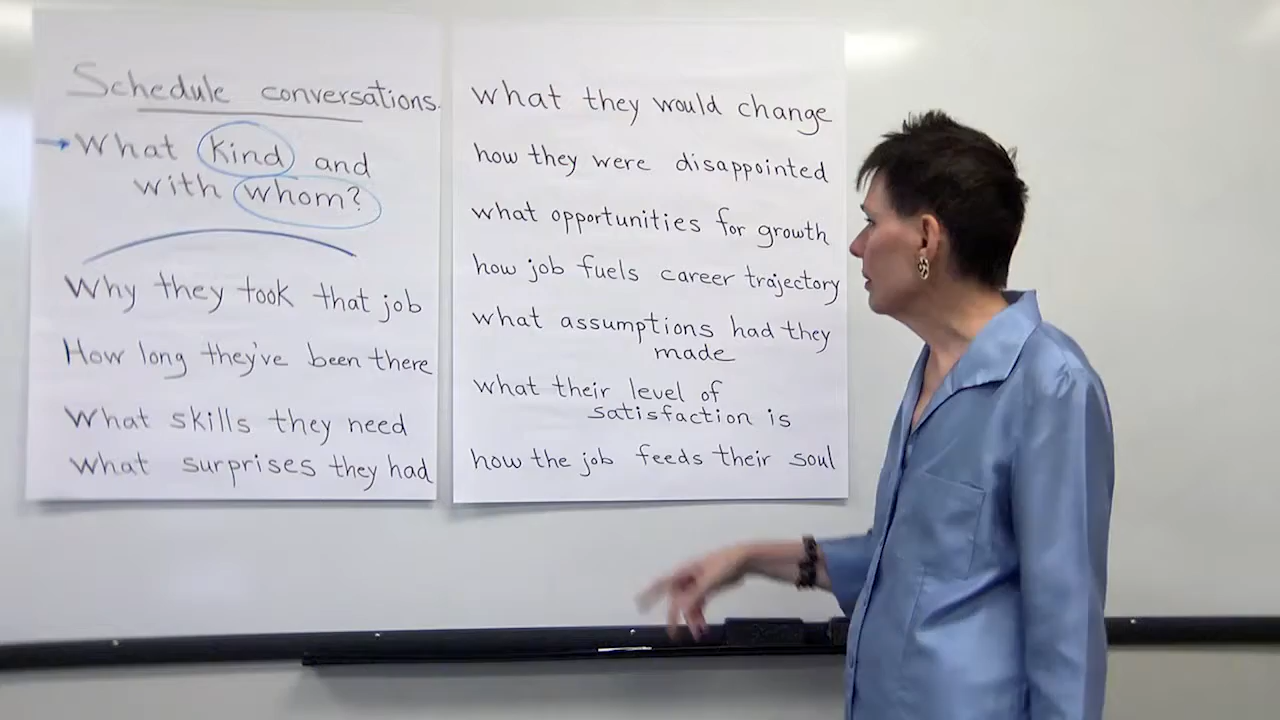 Schedule conversations.
What kind and
with whom?
Why they took that job
How long they've been there
What skills they need
What surprises they had
what they would change
how they were disappointed
what opportunities for growth
how job fuels career trajectory
what assumptions had they
made
what their level of
satisfaction is
how the job feeds their soul